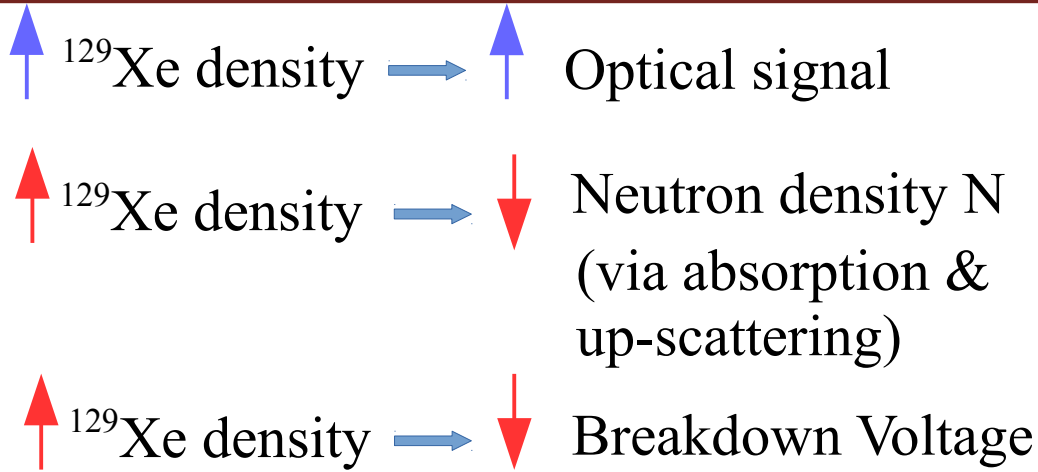 ¹²⁹Xe density Optical signal
¹²⁹Xe density Neutron density N
(via absorption &
up-scattering)
¹²⁹Xe density Breakdown Voltage